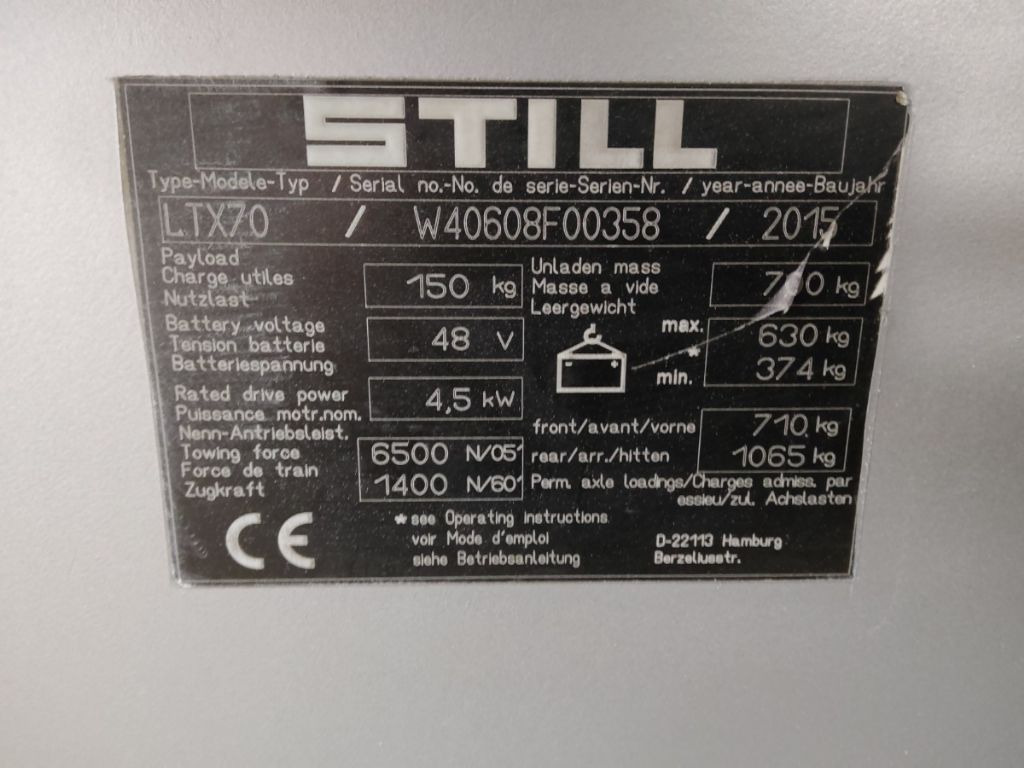 STILL
Type-Modele-Typ / Serial no.-No. de serie-Serien-Nr. / year-annee-Baujahr
LTX70 / W40608F00358 / 2015
Payload
Charge utiles
Nutzlast
150 kg
Unladen mass
Masse a vide
Leergewicht
kg
Battery voltage
Tension batterie
Batteriespannung
48 V
max. 630 kg
*
min. 374 kg
Rated drive power
Puissance motr.nom.
Nenn-Antriebsleist.
4,5 kW
front/avant/vorne 710 kg
rear/arr./hitten 1065 kg
Towing force
Force de train
Zugkraft
6500 N/05'
1400 N/60'
Perm. axle loadings/Charges admiss. par
essieu/zul. Achslasten
CE
* see Operating instructions
voir Mode d'emploi
siehe Betriebsanleitung
D-22113 Hamburg
Berzeliusstr.